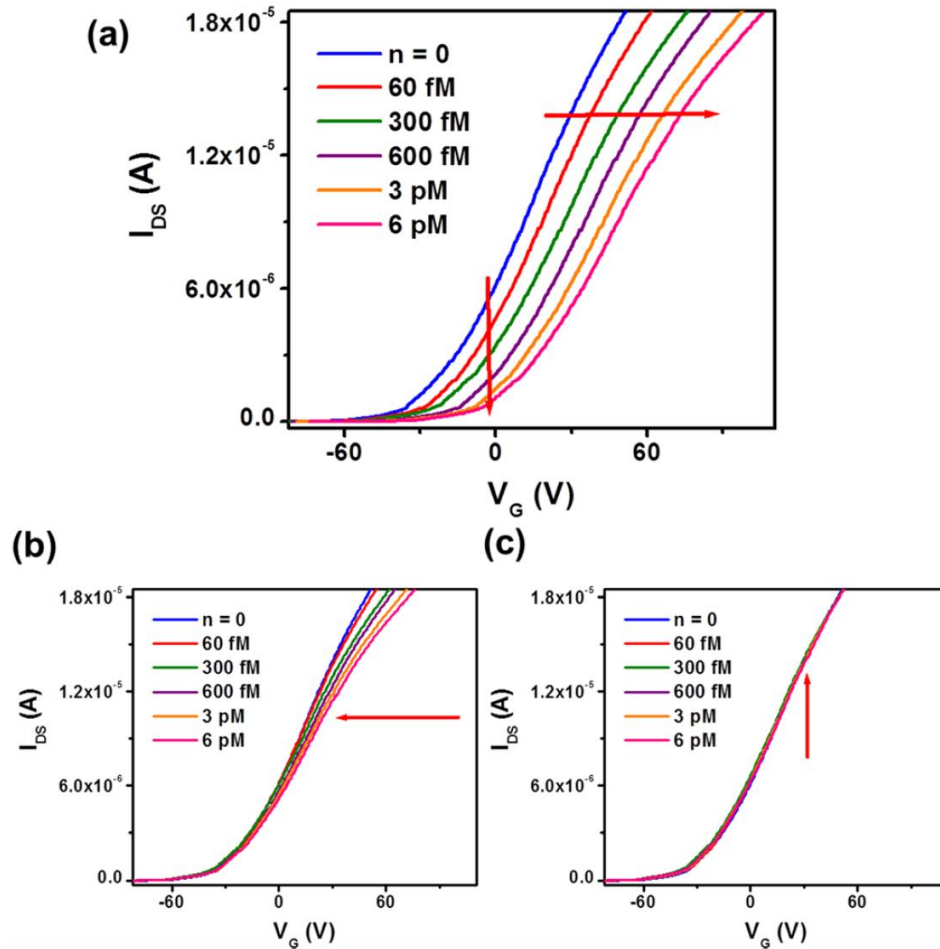 (a)
1.8x10⁻⁵
1.2x10⁻⁵
6.0x10⁻⁶
0.0
I_DS (A)
n = 0
60 fM
300 fM
600 fM
3 pM
6 pM
-60
0
60
V_G (V)
(b)
1.8x10⁻⁵
1.2x10⁻⁵
6.0x10⁻⁶
0.0
I_DS (A)
n = 0
60 fM
300 fM
600 fM
3 pM
6 pM
-60
0
60
V_G (V)
(c)
1.8x10⁻⁵
1.2x10⁻⁵
6.0x10⁻⁶
0.0
I_DS (A)
n = 0
60 fM
300 fM
600 fM
3 pM
6 pM
-60
0
60
V_G (V)